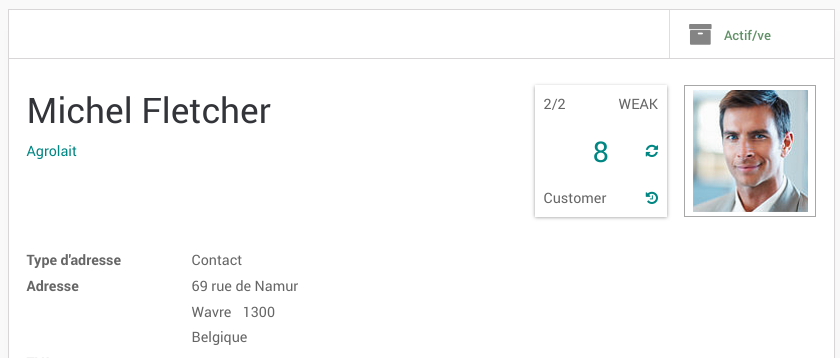 Actif/ve
Michel Fletcher
Agrolait
2/2 WEAK
8
Customer
Type d'adresse Contact
Adresse 69 rue de Namur
Wavre 1300
Belgique